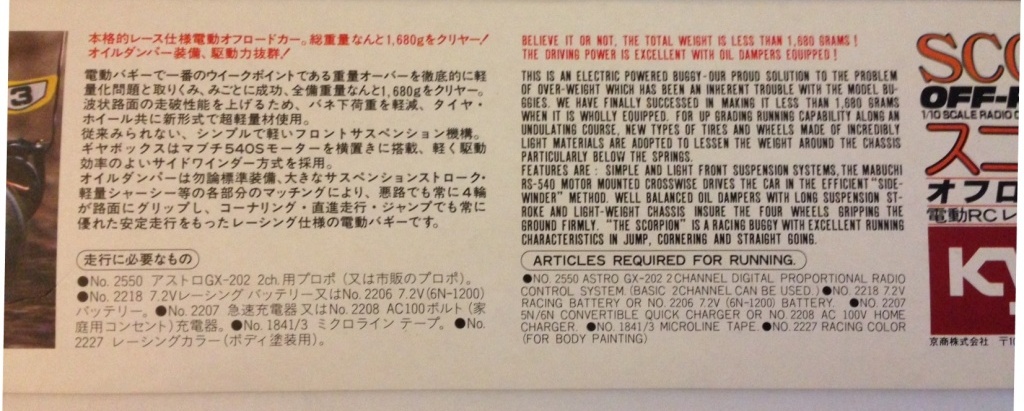 3
本格的レース仕様電動オフロードカー。総重量なんと1,680gをクリヤー!
オイルダンパー装備、駆動力抜群!
電動バギーで一番のウイークポイントである重量オーバーを徹底的に軽
量化問題と取りくみ、みごとに成功、全備重量なんと1,680gをクリヤー。
波状路面の走破性能を上げるため、バネ下荷重を軽減、タイヤ・
ホイール共に新形式で超軽量材使用。
従来みられない、シンプルで軽いフロントサスペンション機構。
ギヤボックスはマブチ540Sモーターを横置きに搭載、軽く駆動
効率のよいサイドワインダー方式を採用。
オイルダンパーは勿論標準装備、大きなサスペンションストローク・
軽量シャーシー等の各部分のマッチングにより、悪路でも常に4輪
が路面にグリップし、コーナリング・直進走行・ジャンプでも常に
優れた安定走行をもったレーシング仕様の電動バギーです。
走行に必要なもの
●No. 2550 アストロGX-202 2ch.用プロポ (又は市販のプロポ)。
●No. 2218 7.2Vレーシング バッテリー又はNo. 2206 7.2V(6N-1200)
バッテリー。●No. 2207 急速充電器又はNo. 2208 AC100ボルト(家
庭用コンセント)充電器。●No. 1841/3 ミクロライン テープ。●No.
2227 レーシングカラー(ボディ塗装用)。
BELIEVE IT OR NOT, THE TOTAL WEIGHT IS LESS THAN 1,680 GRAMS!
THE DRIVING POWER IS EXCELLENT WITH OIL DAMPERS EQUIPPED!
THIS IS AN ELECTRIC POWERED BUGGY-OUR PROUD SOLUTION TO THE PROBLEM
OF OVER-WEIGHT WHICH HAS BEEN AN INHERENT TROUBLE WITH THE MODEL BU-
GGIES. WE HAVE FINALLY SUCCESSED IN MAKING IT LESS THAN 1,680 GRAMS
WHEN IT IS WHOLLY EQUIPPED. FOR UP GRADING RUNNING CAPABILITY ALONG AN
UNDULATING COURSE, NEW TYPES OF TIRES AND WHEELS MADE OF INCREDIBLY
LIGHT MATERIALS ARE ADOPTED TO LESSEN THE WEIGHT AROUND THE CHASSIS
PARTICULARLY BELOW THE SPRINGS.
FEATURES ARE : SIMPLE AND LIGHT FRONT SUSPENSION SYSTEMS, THE MABUCHI
RS-540 MOTOR MOUNTED CROSSWISE DRIVES THE CAR IN THE EFFICIENT "SIDE-
WINDER" METHOD. WELL BALANCED OIL DAMPERS WITH LONG SUSPENSION ST-
ROKE AND LIGHT-WEIGHT CHASSIS INSURE THE FOUR WHEELS GRIPPING THE
GROUND FIRMLY. "THE SCORPION" IS A RACING BUGGY WITH EXCELLENT RUNNING
CHARACTERISTICS IN JUMP, CORNERING AND STRAIGHT GOING.
ARTICLES REQUIRED FOR RUNNING.
●NO. 2550 ASTRO GX-202 2 CHANNEL DIGITAL PROPORTIONAL RADIO
CONTROL SYSTEM. (BASIC 2CHANNEL CAN BE USED.) ●NO. 2218 7.2V
RACING BATTERY OR NO. 2206 7.2V (6N-1200) BATTERY. ●NO. 2207
5N/6N CONVERTIBLE QUICK CHARGER OR NO. 2208 AC 100V HOME
CHARGER. ●NO. 1841/3 MICROLINE TAPE. ●NO. 2227 RACING COLOR
(FOR BODY PAINTING)
SCO
OFF-R
1/10 SCALE RADIO C
スコ
オフロ
電動RCレ
KY
京商株式会社 〒10